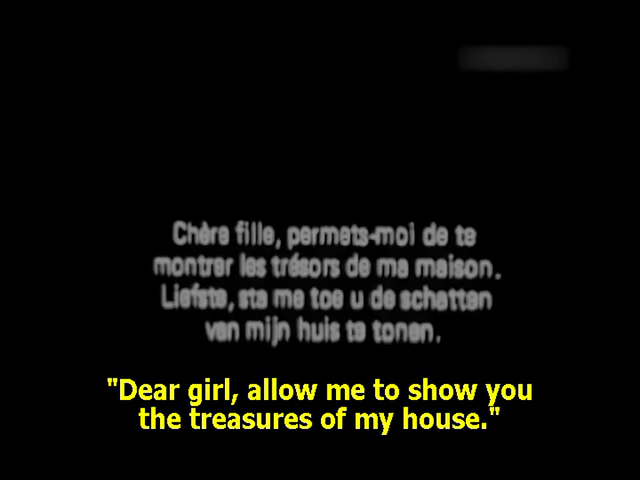 Chère fille, permets-moi de te
montrer les trésors de ma maison.
Liefste, sta me toe u de schatten
van mijn huis te tonen.
"Dear girl, allow me to show you
the treasures of my house."